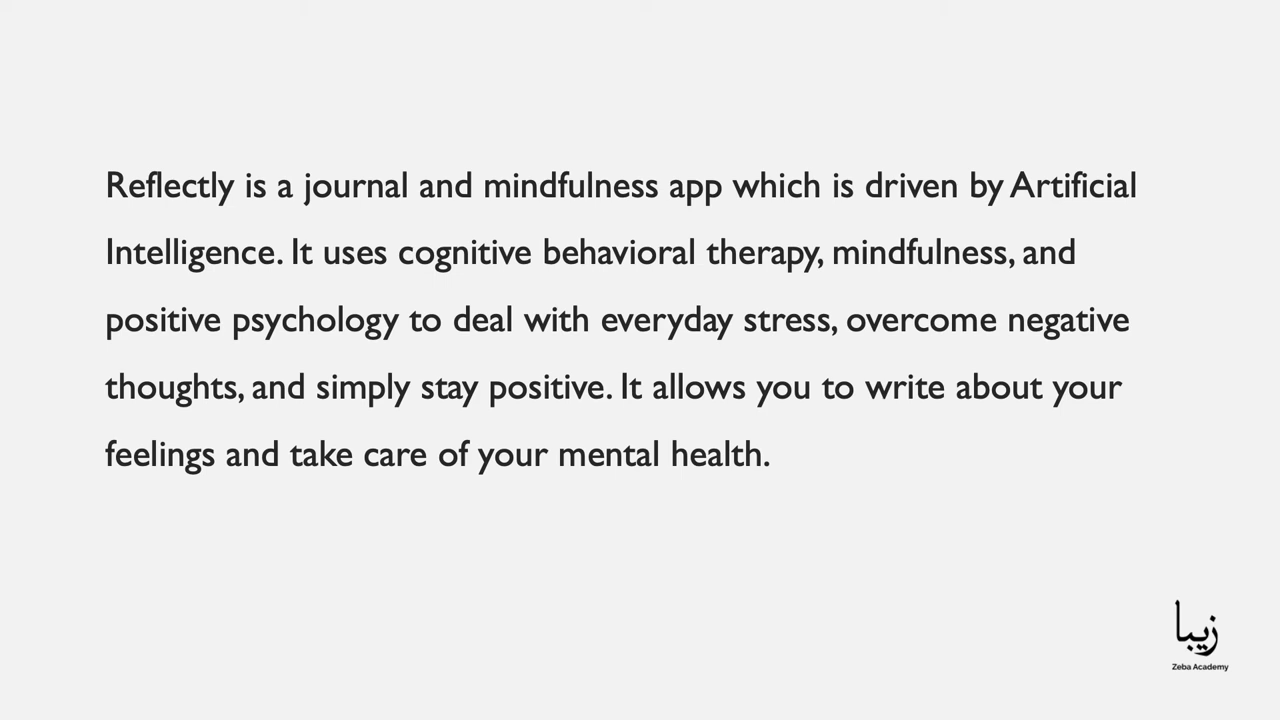 Reflectly is a journal and mindfulness app which is driven by Artificial
Intelligence. It uses cognitive behavioral therapy, mindfulness, and
positive psychology to deal with everyday stress, overcome negative
thoughts, and simply stay positive. It allows you to write about your
feelings and take care of your mental health.
زیبا
Zeba Academy